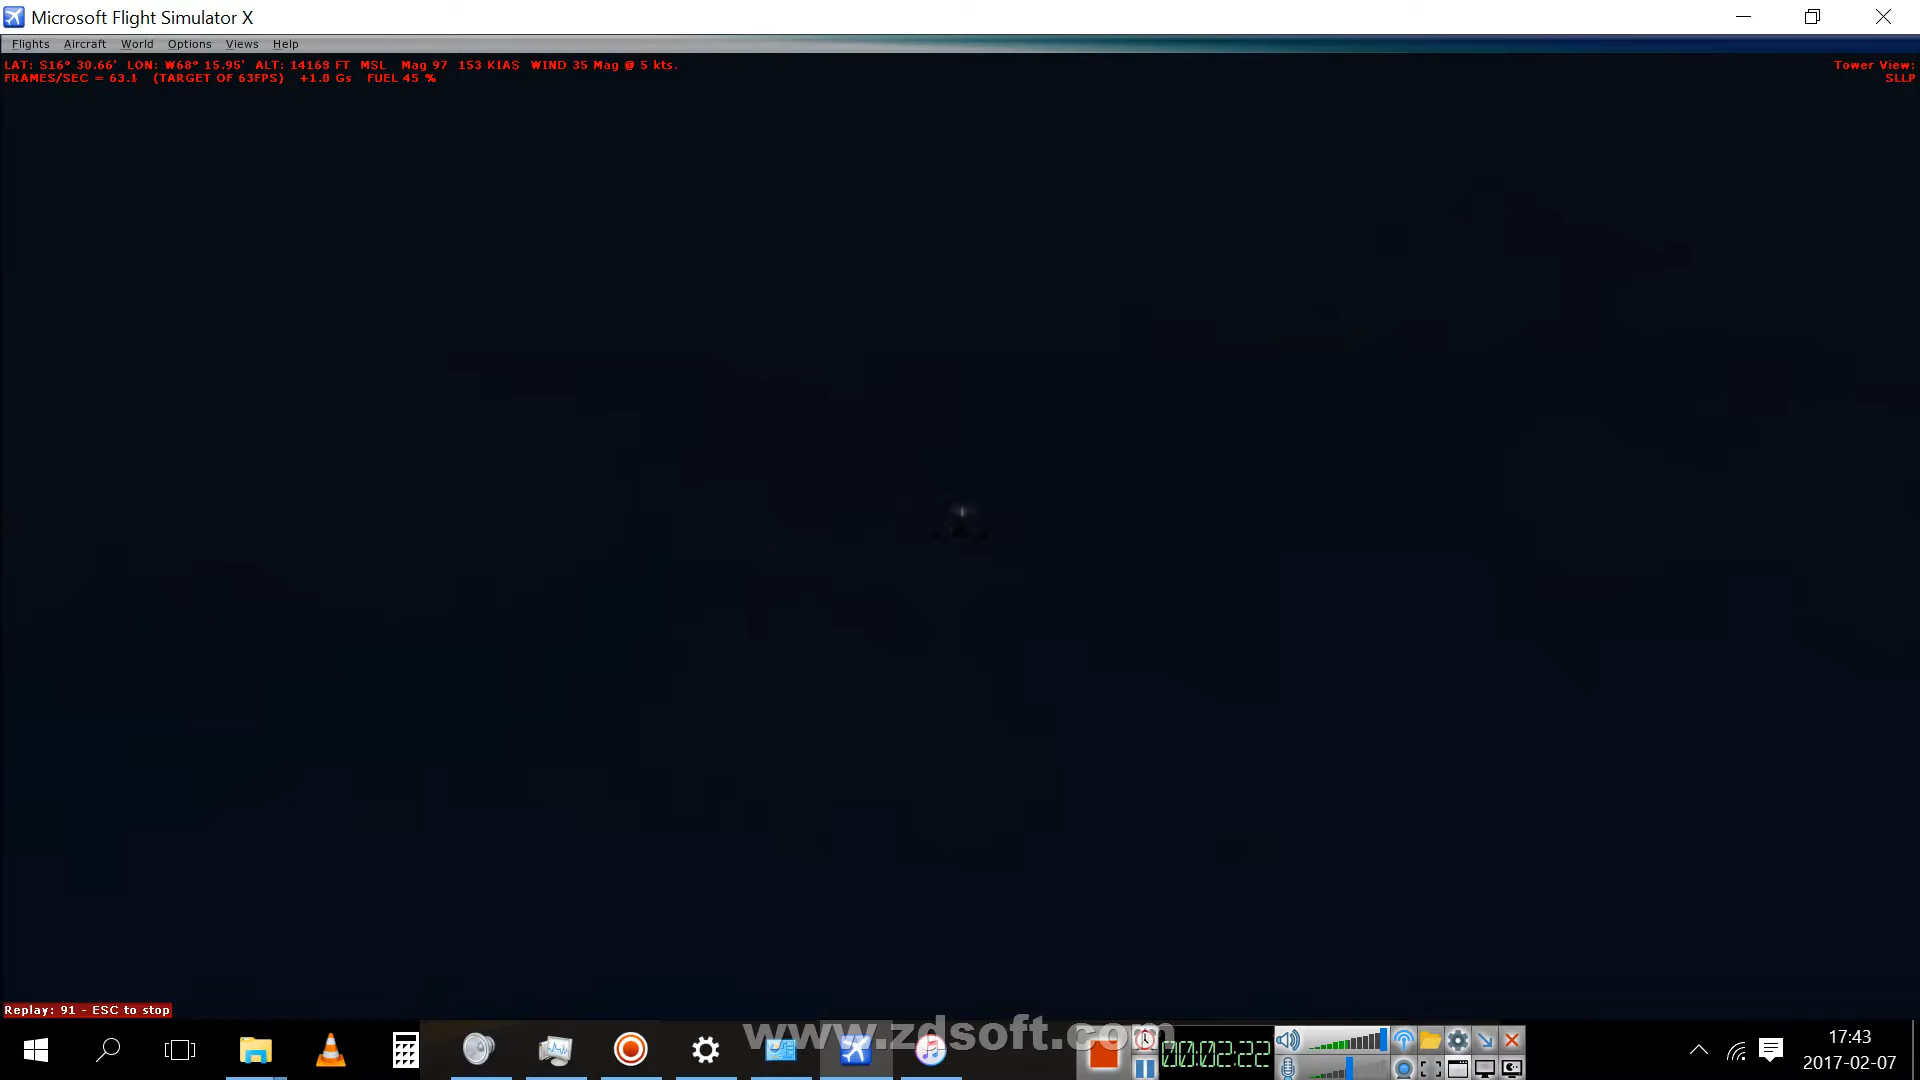 Microsoft Flight Simulator X
Flights Aircraft World Options Views Help
LAT: S16° 30.66' LON: W68° 15.95' ALT: 14169 FT MSL Mag 97 153 KIAS WIND 35 Mag @ 5 kts.
FRAMES/SEC = 63.1 (TARGET OF 63FPS) +1.0 Gs FUEL 45 %
Tower View:
SLLP
Replay: 91 - ESC to stop
www.zdsoft.com
00:02:22
17:43
2017-02-07